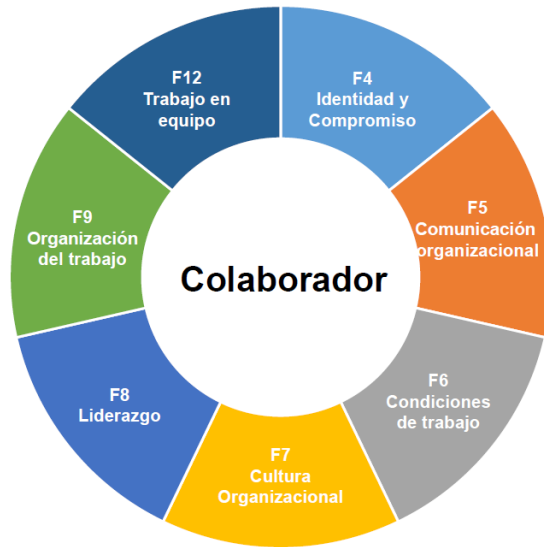 F12
Trabajo en
equipo
F4
Identidad y
Compromiso
F5
Comunicación
organizacional
F6
Condiciones
de trabajo
F7
Cultura
Organizacional
F8
Liderazgo
F9
Organización
del trabajo
Colaborador